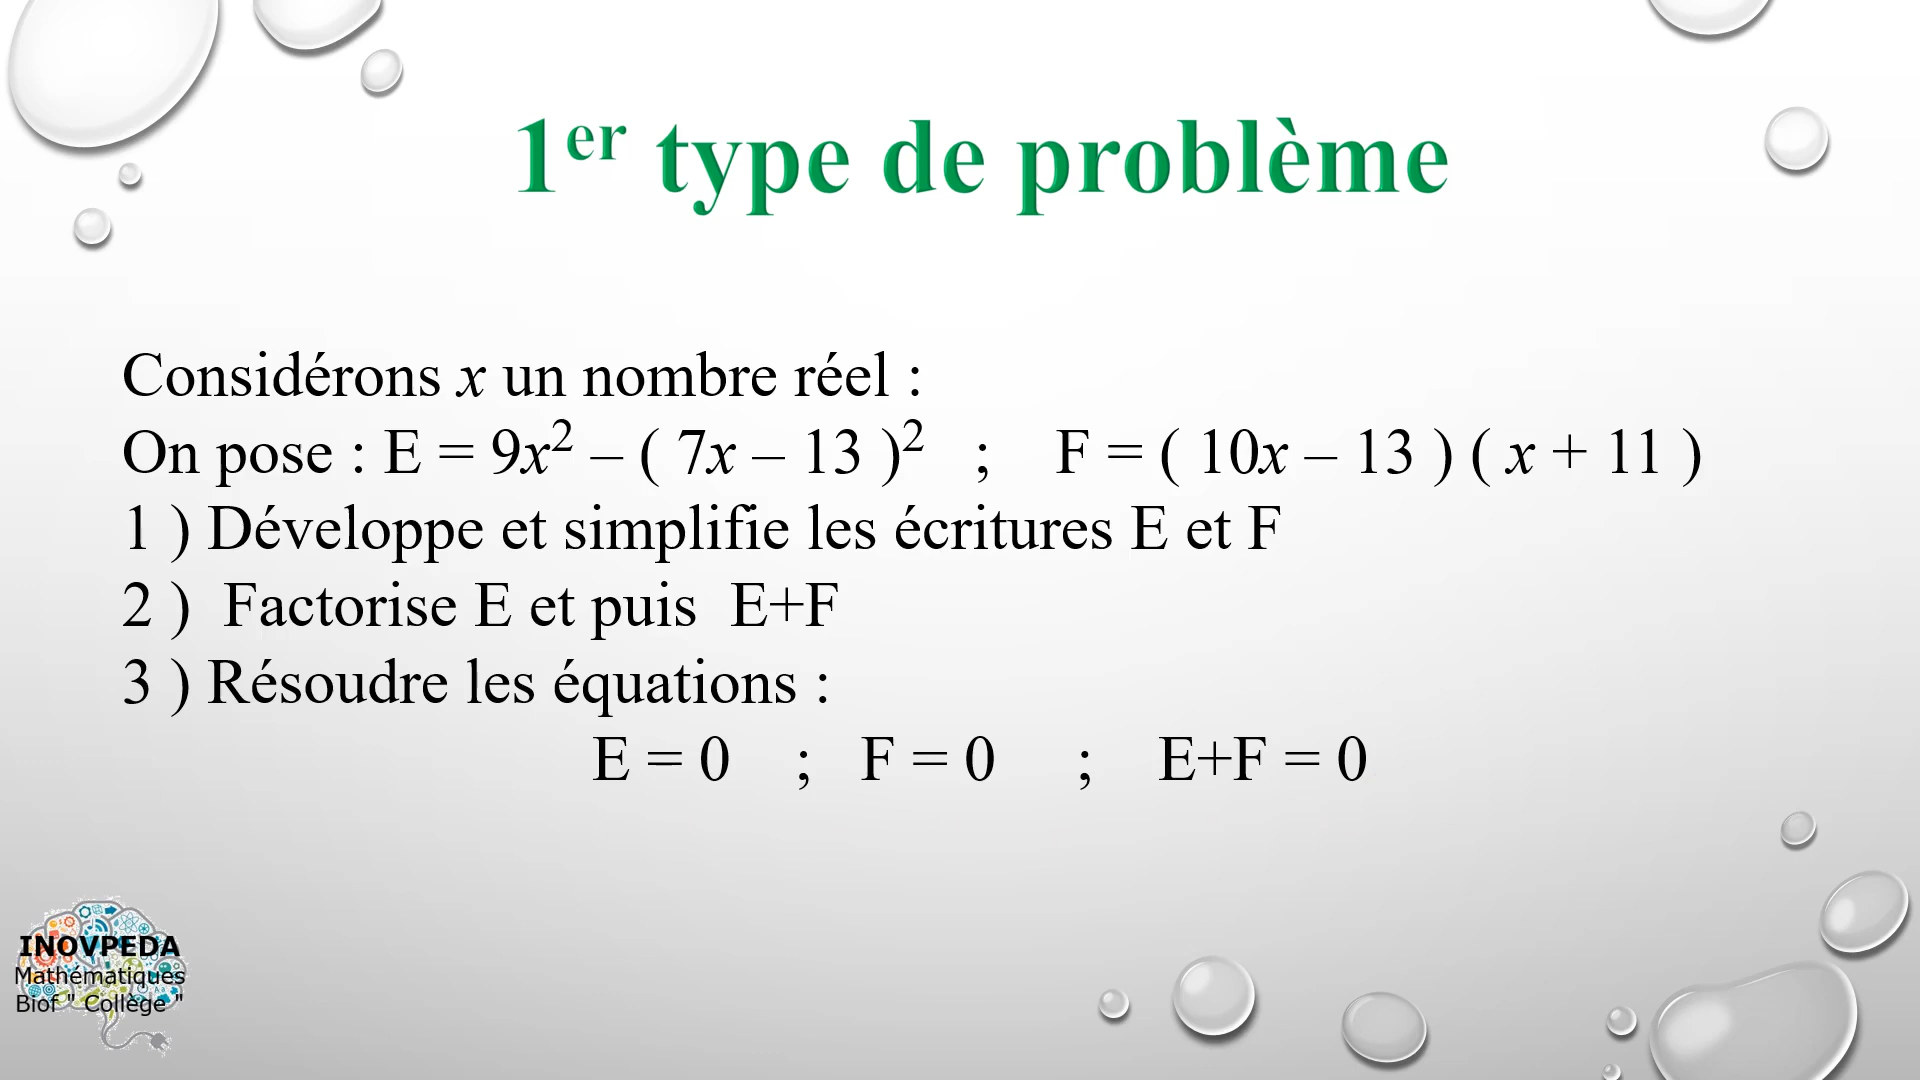 1er type de problème
Considérons x un nombre réel :
On pose : E = 9x² – ( 7x – 13 )² ; F = ( 10x – 13 ) ( x + 11 )
1 ) Développe et simplifie les écritures E et F
2 ) Factorise E et puis E+F
3 ) Résoudre les équations :
E = 0 ; F = 0 ; E+F = 0
INOVPEDA
Mathématiques
Biof " Collège "